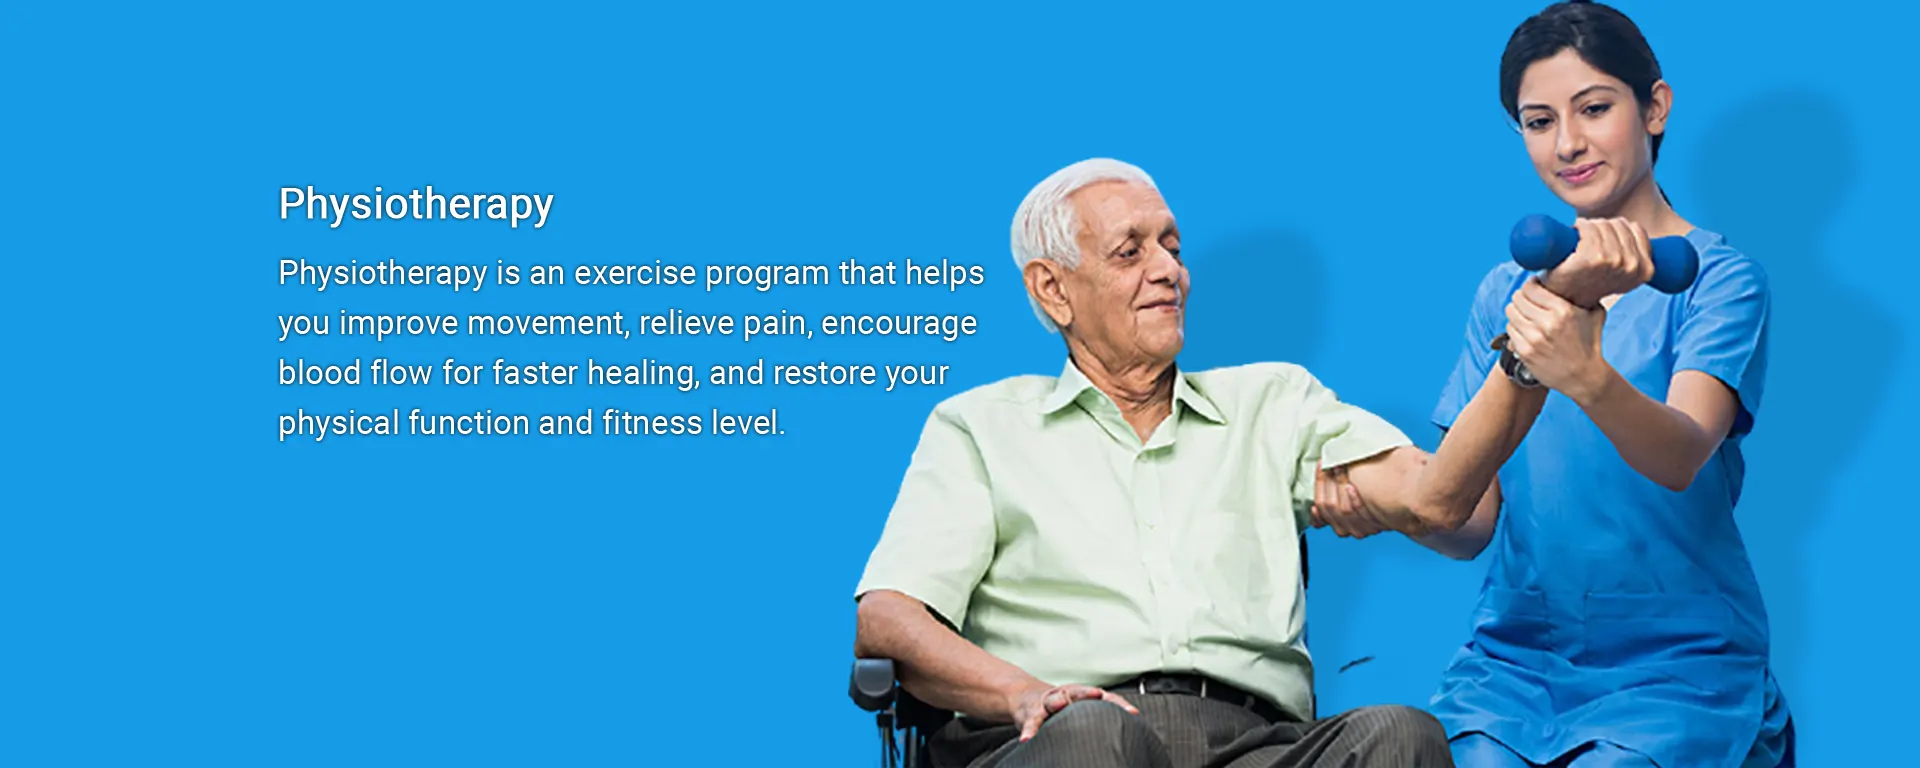 Physiotherapy
Physiotherapy is an exercise program that helps
you improve movement, relieve pain, encourage
blood flow for faster healing, and restore your
physical function and fitness level.